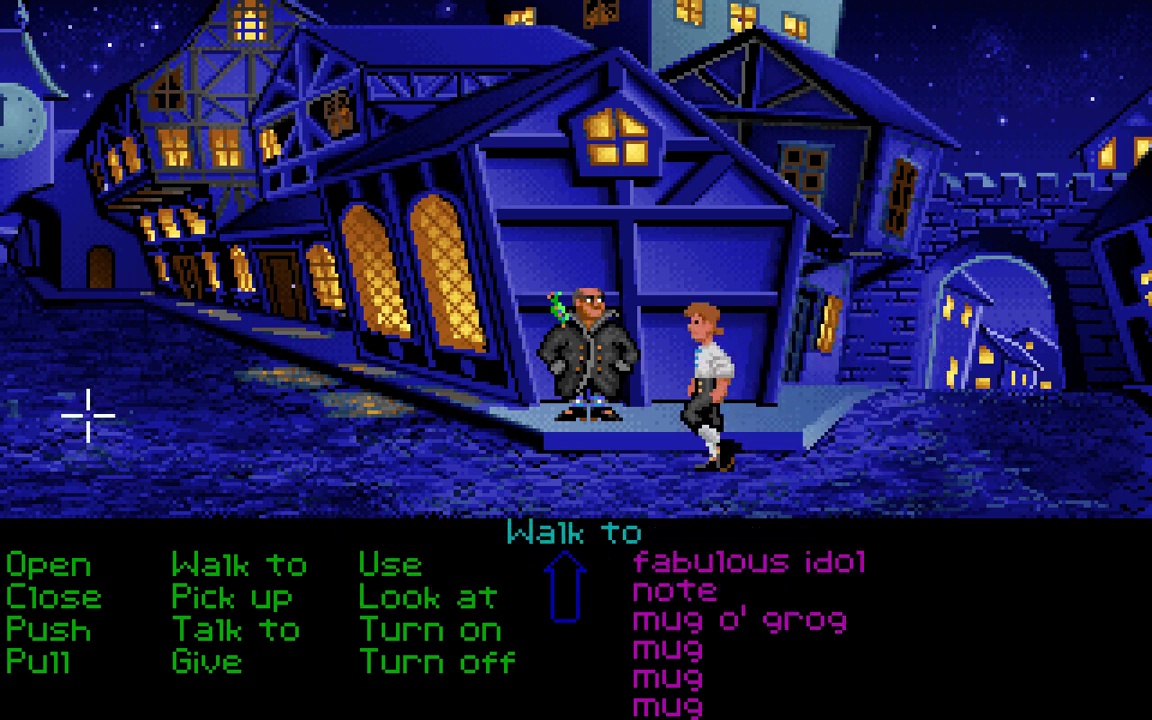 Walk to
Open Walk to Use fabulous idol
Close Pick up Look at note
Push Talk to Turn on mug o' grog
Pull Give Turn off mug
mug
mug